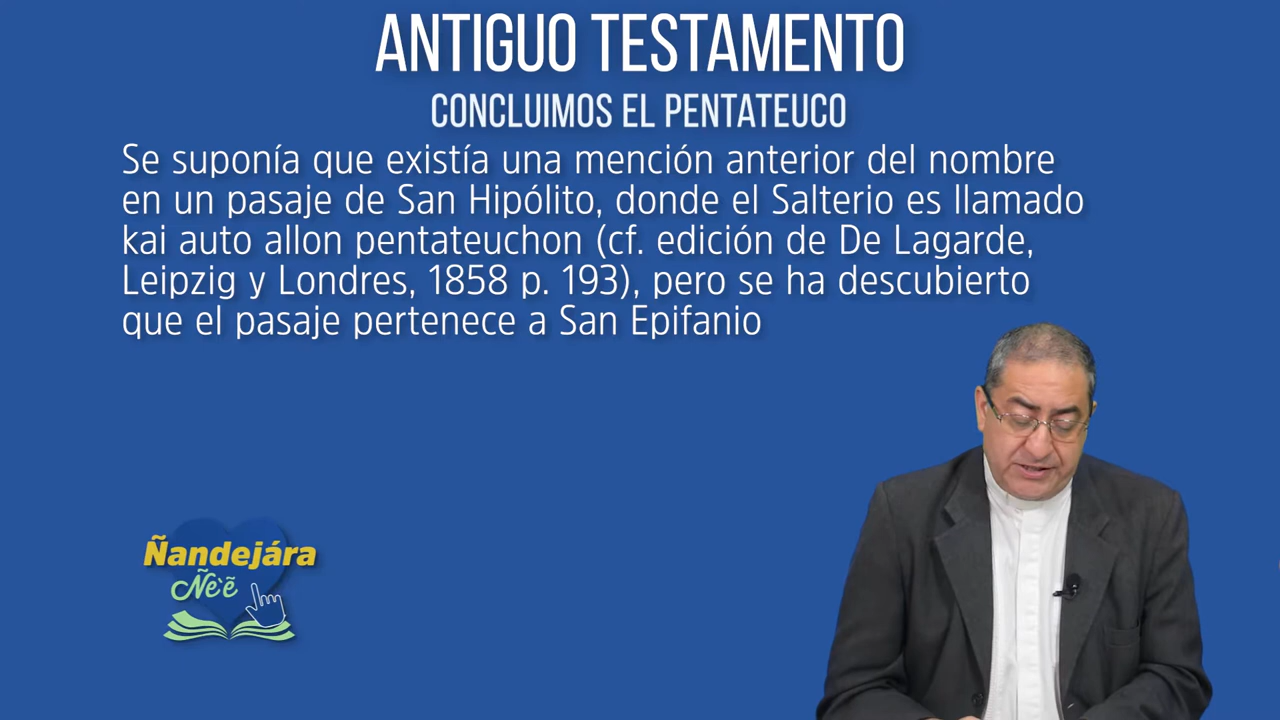 ANTIGUO TESTAMENTO
CONCLUIMOS EL PENTATEUCO
Se suponía que existía una mención anterior del nombre
en un pasaje de San Hipólito, donde el Salterio es llamado
kai auto allon pentateuchon (cf. edición de De Lagarde,
Leipzig y Londres, 1858 p. 193), pero se ha descubierto
que el pasaje pertenece a San Epifanio
Ñandejára
Ñe'ẽ